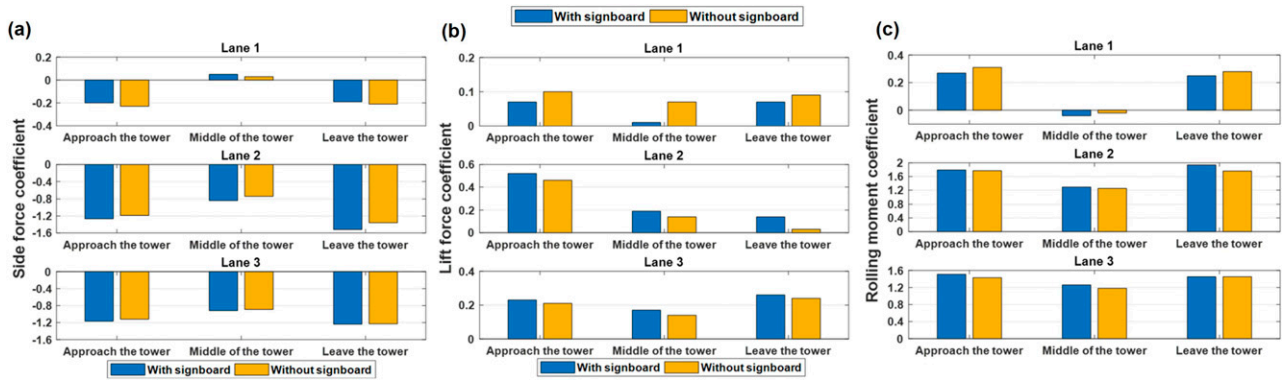 With signboard Without signboard
(a)
Side force coefficient
Lane 1
0.2
0
-0.2
-0.4
Approach the tower Middle of the tower Leave the tower
Lane 2
0
-0.4
-0.8
-1.2
-1.6
Approach the tower Middle of the tower Leave the tower
Lane 3
0
-0.4
-0.8
-1.2
-1.6
Approach the tower Middle of the tower Leave the tower
With signboard Without signboard
(b)
Lift force coefficient
Lane 1
0.2
0.1
0
Approach the tower Middle of the tower Leave the tower
Lane 2
0.6
0.4
0.2
0
Approach the tower Middle of the tower Leave the tower
Lane 3
0.4
0.2
0
Approach the tower Middle of the tower Leave the tower
With signboard Without signboard
(c)
Rolling moment coefficient
Lane 1
0.4
0.2
0
Approach the tower Middle of the tower Leave the tower
Lane 2
2
1.6
1.2
0.8
0.4
0
Approach the tower Middle of the tower Leave the tower
Lane 3
1.6
1.2
0.8
0.4
0
Approach the tower Middle of the tower Leave the tower